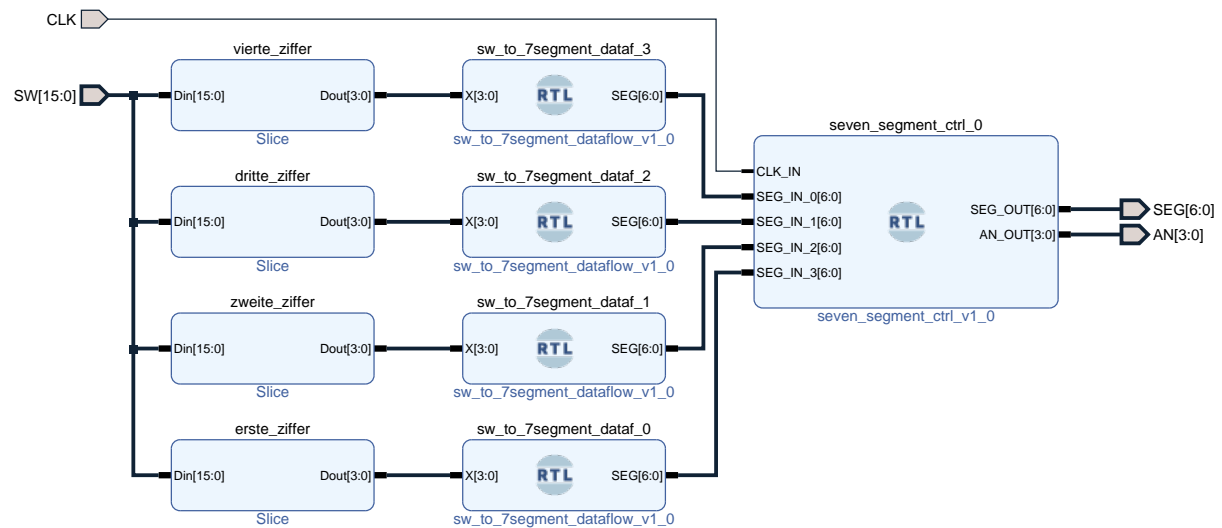 CLK
SW[15:0]
vierte_ziffer
Din[15:0]
Dout[3:0]
Slice
sw_to_7segment_dataf_3
X[3:0]
RTL
SEG[6:0]
sw_to_7segment_dataflow_v1_0
dritte_ziffer
Din[15:0]
Dout[3:0]
Slice
sw_to_7segment_dataf_2
X[3:0]
RTL
SEG[6:0]
sw_to_7segment_dataflow_v1_0
zweite_ziffer
Din[15:0]
Dout[3:0]
Slice
sw_to_7segment_dataf_1
X[3:0]
RTL
SEG[6:0]
sw_to_7segment_dataflow_v1_0
erste_ziffer
Din[15:0]
Dout[3:0]
Slice
sw_to_7segment_dataf_0
X[3:0]
RTL
SEG[6:0]
sw_to_7segment_dataflow_v1_0
seven_segment_ctrl_0
CLK_IN
SEG_IN_0[6:0]
SEG_IN_1[6:0]
SEG_IN_2[6:0]
SEG_IN_3[6:0]
RTL
SEG_OUT[6:0]
AN_OUT[3:0]
seven_segment_ctrl_v1_0
SEG[6:0]
AN[3:0]